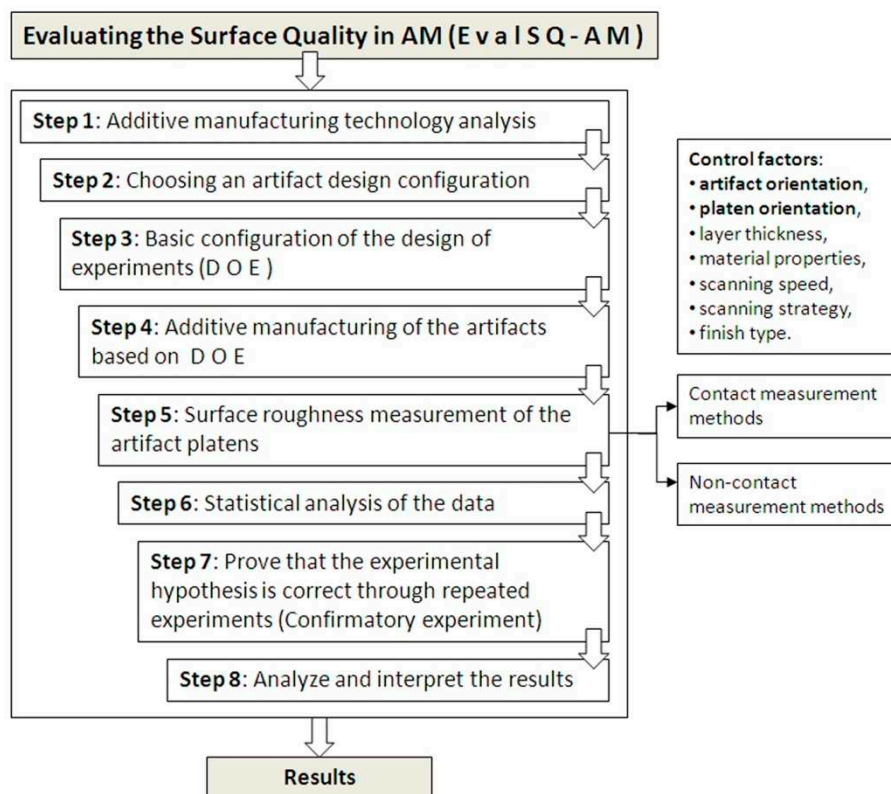 Evaluating the Surface Quality in AM (E v a l S Q - A M )
Step 1: Additive manufacturing technology analysis
Step 2: Choosing an artifact design configuration
Step 3: Basic configuration of the design of
experiments (D O E )
Step 4: Additive manufacturing of the artifacts
based on D O E
Step 5: Surface roughness measurement of the
artifact platens
Step 6: Statistical analysis of the data
Step 7: Prove that the experimental
hypothesis is correct through repeated
experiments (Confirmatory experiment)
Step 8: Analyze and interpret the results
Results
Control factors:
• artifact orientation,
• platen orientation,
• layer thickness,
• material properties,
• scanning speed,
• scanning strategy,
• finish type.
Contact measurement
methods
Non-contact
measurement methods